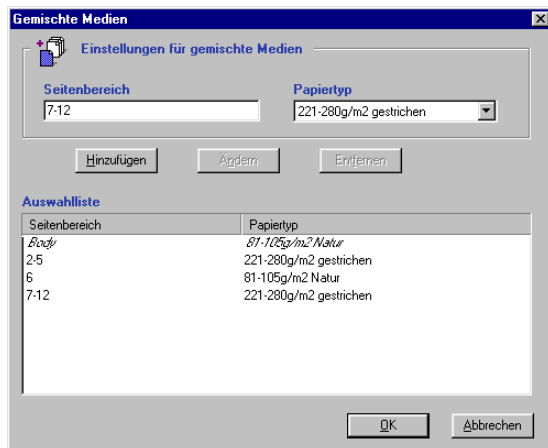 Gemischte Medien
Einstellungen für gemischte Medien
Seitenbereich Papiertyp
7-12 221-280g/m2 gestrichen
Hinzufügen Ändern Entfernen
Auswahlliste
Seitenbereich Papiertyp
Body 81-105g/m2 Natur
2-5 221-280g/m2 gestrichen
6 81-105g/m2 Natur
7-12 221-280g/m2 gestrichen
OK Abbrechen